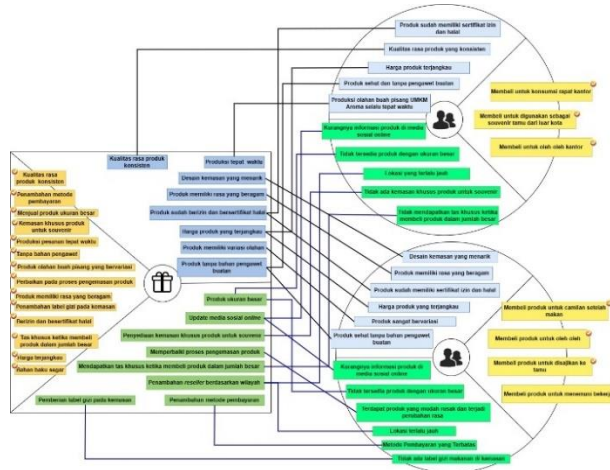 Produk sudah memiliki sertifikat izin
dan halal
Kualitas rasa produk yang konsisten
Harga produk terjangkau
Produk sehat dan tanpa pengawet buatan
Produksi olahan buah pisang UMKM
Aroma selalu tepat waktu
Kurangnya informasi produk di media
sosial online
Tidak tersedia produk dengan ukuran besar
Lokasi yang terlalu jauh
Tidak ada kemasan khusus produk untuk souvenir
Tidak mendapatkan tas khusus ketika
membeli produk dalam jumlah besar
Membeli untuk konsumsi rapat kantor
Membeli untuk digunakan sebagai
souvenir tamu dari luar kota
Membeli untuk oleh oleh kantor
Kualitas rasa produk
konsisten
Produksi tepat waktu
Desain kemasan yang menarik
Produk memiliki rasa yang beragam
Produk sudah berizin dan bersertifikat halal
Harga produk yang terjangkau
Produk memiliki varian olahan
Produk tanpa bahan pengawet
buatan
Kualitas rasa
produk konsisten
Penambahan metode
pembayaran
Menjual produk ukuran besar
Kemasan khusus produk
untuk souvenir
Produksi pesanan tepat waktu
Tanpa bahan pengawet
Produk olahan buah pisang yang bervariasi
Perbaikan pada proses pengemasan produk
Produk memiliki rasa yang beragam
Penambahan label gizi pada kemasan
Berizin dan bersertifikat halal
Tas khusus ketika membeli
produk dalam jumlah besar
Harga terjangkau
Bahan baku segar
Produk ukuran besar
Update media sosial online
Penyediaan kemasan khusus produk untuk souvenir
Memperbaiki proses pengemasan produk
Mendapatkan tas khusus ketika membeli produk dalam jumlah besar
Penambahan reseller berdasarkan wilayah
Pemberian label gizi pada kemasan
Penambahan metode pembayaran
Desain kemasan yang menarik
Produk memiliki rasa yang beragam
Produk sudah memiliki sertifikat izin dan halal
Harga produk yang terjangkau
Produk sangat bervariasi
Produk sehat tanpa bahan pengawet
buatan
Kurangnya informasi produk di
media sosial online
Tidak tersedia produk dengan ukuran besar
Terdapat produk yang mudah rusak dan terjadi
perubahan rasa
Lokasi terlalu jauh
Metode Pembayaran yang Terbatas
Tidak ada label gizi makanan di kemasan
Membeli produk untuk camilan setelah
makan
Membeli produk untuk oleh oleh
Membeli produk untuk disajikan ke
tamu
Membeli produk untuk menemani